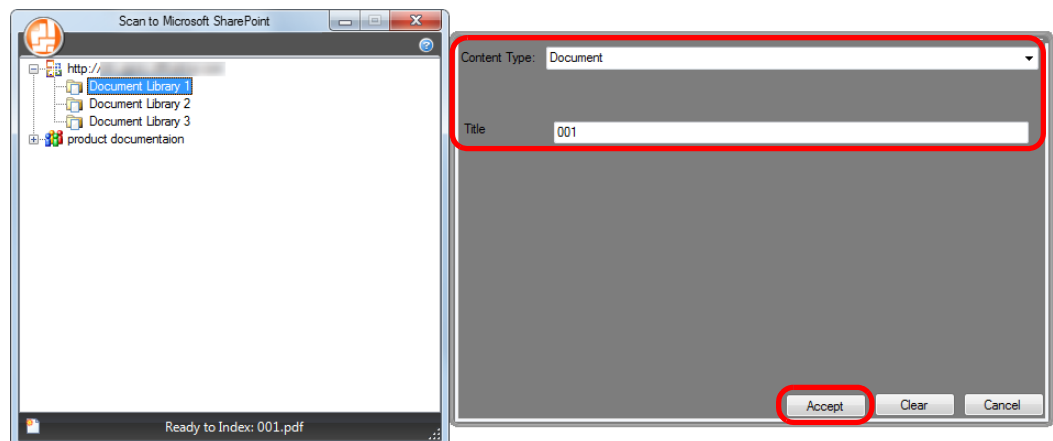 Scan to Microsoft SharePoint
http://
Document Library 1
Document Library 2
Document Library 3
product documentaion
Ready to Index: 001.pdf
Content Type: Document
Title 001
Accept Clear Cancel